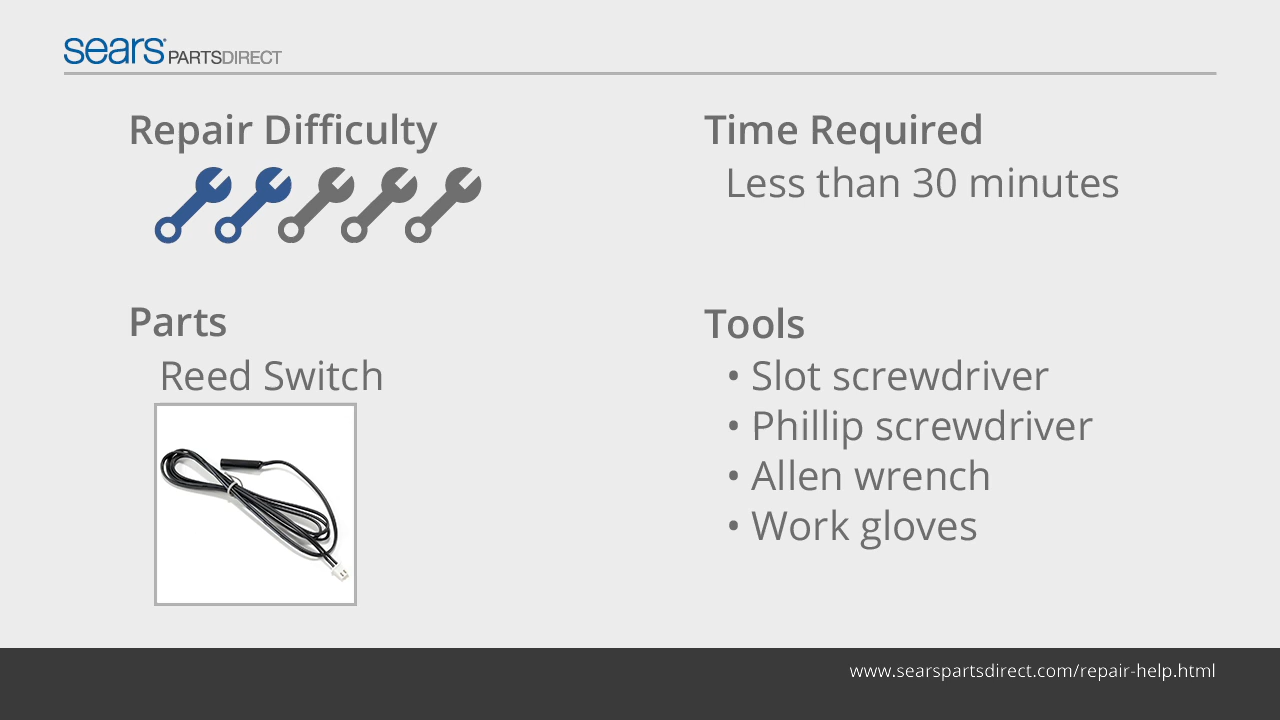 sears PARTSDIRECT
Repair Difficulty
Time Required
Less than 30 minutes
Parts
Reed Switch
Tools
• Slot screwdriver
• Phillip screwdriver
• Allen wrench
• Work gloves
www.searspartsdirect.com/repair-help.html